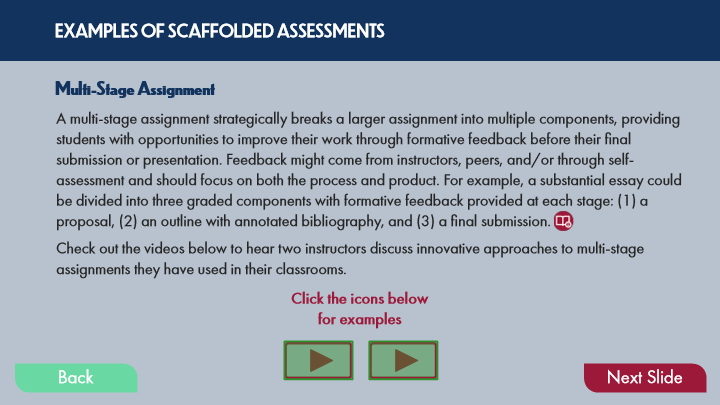 EXAMPLES OF SCAFFOLDED ASSESSMENTS
Multi-Stage Assignment
A multi-stage assignment strategically breaks a larger assignment into multiple components, providing
students with opportunities to improve their work through formative feedback before their final
submission or presentation. Feedback might come from instructors, peers, and/or through self-
assessment and should focus on both the process and product. For example, a substantial essay could
be divided into three graded components with formative feedback provided at each stage: (1) a
proposal, (2) an outline with annotated bibliography, and (3) a final submission.
Check out the videos below to hear two instructors discuss innovative approaches to multi-stage
assignments they have used in their classrooms.
Click the icons below
for examples
Back
Next Slide